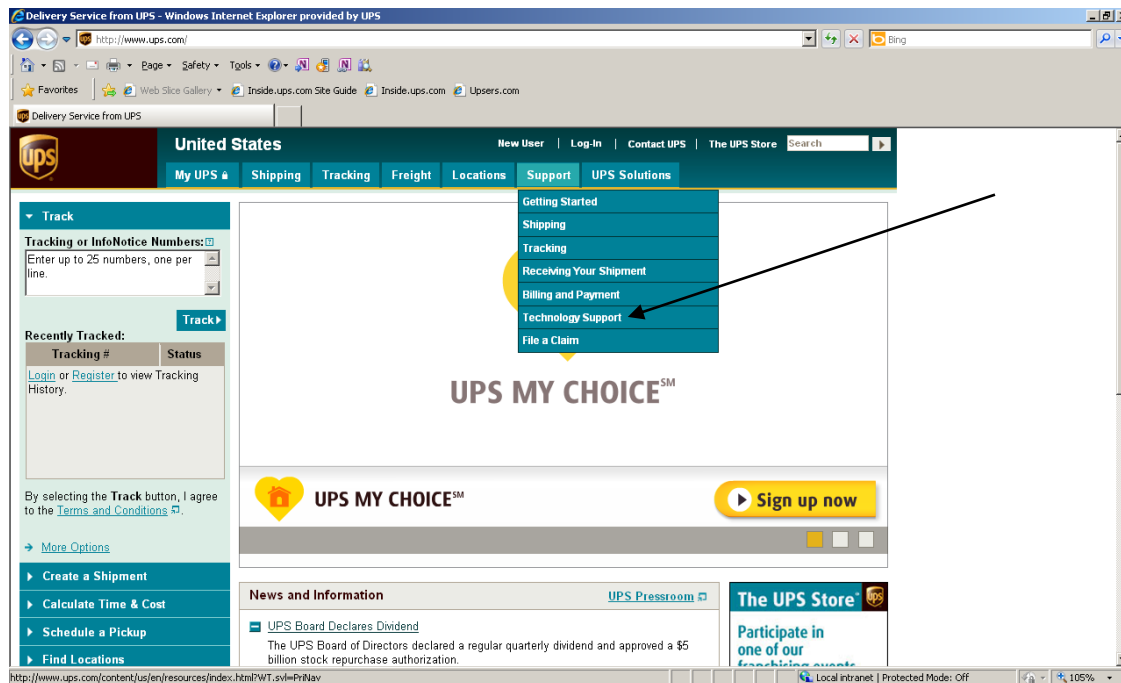 Delivery Service from UPS - Windows Internet Explorer provided by UPS
http://www.ups.com/
Bing
Page Safety Tools
Favorites Web Slice Gallery Inside.ups.com Site Guide Inside.ups.com Upsers.com
Delivery Service from UPS
ups
United States
New User | Log-In | Contact UPS | The UPS Store Search
My UPS Shipping Tracking Freight Locations Support UPS Solutions
Getting Started
Shipping
Tracking
Receiving Your Shipment
Billing and Payment
Technology Support
File a Claim
Track
Tracking or InfoNotice Numbers:
Enter up to 25 numbers, one per
line.
Track
Recently Tracked:
Tracking # Status
Login or Register to view Tracking
History.
By selecting the Track button, I agree
to the Terms and Conditions.
More Options
Create a Shipment
Calculate Time & Cost
Schedule a Pickup
Find Locations
UPS MY CHOICE℠
UPS MY CHOICE℠
Sign up now
News and Information UPS Pressroom
UPS Board Declares Dividend
The UPS Board of Directors declared a regular quarterly dividend and approved a $5
billion stock repurchase authorization.
The UPS Store
Participate in
one of our
franchising events
http://www.ups.com/content/us/en/resources/index.html?WT.svl=PriNav
Local intranet | Protected Mode: Off
105%